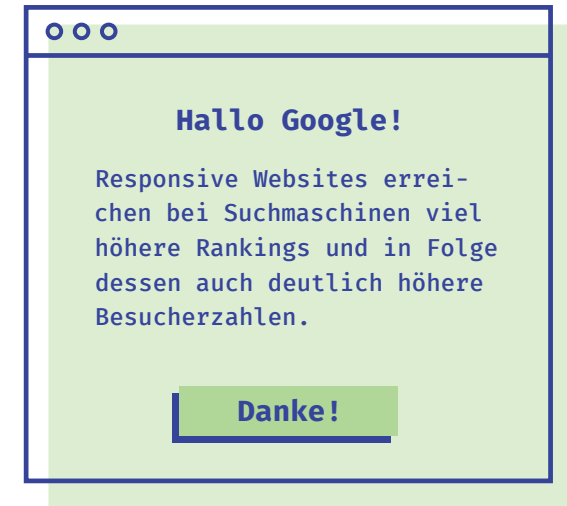 Hallo Google!
Responsive Websites errei-
chen bei Suchmaschinen viel
höhere Rankings und in Folge
dessen auch deutlich höhere
Besucherzahlen.
Danke!